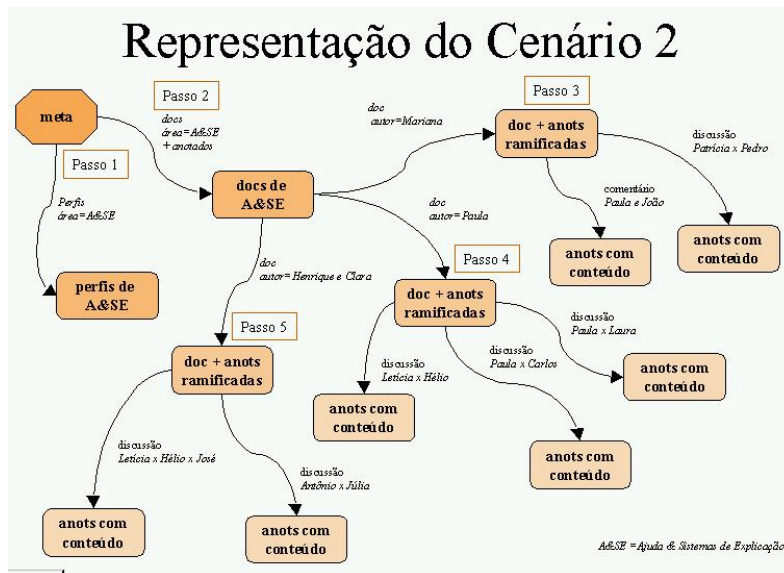 Representação do Cenário 2
meta
Passo 1
Perfis
área=A&SE
perfis de
A&SE
Passo 2
docs
área=A&SE
+ anotados
docs de
A&SE
doc
autor=Mariana
Passo 3
doc + anots
ramificadas
comentário
Paula e João
anots com
conteúdo
discussão
Patrícia x Pedro
anots com
conteúdo
doc
autor=Paula
Passo 4
doc + anots
ramificadas
discussão
Letícia x Hélio
anots com
conteúdo
discussão
Paula x Carlos
anots com
conteúdo
discussão
Paula x Laura
anots com
conteúdo
doc
autor=Henrique e Clara
Passo 5
doc + anots
ramificadas
discussão
Letícia x Hélio x José
anots com
conteúdo
discussão
Antônio x Júlia
anots com
conteúdo
A&SE = Ajuda & Sistemas de Explicação